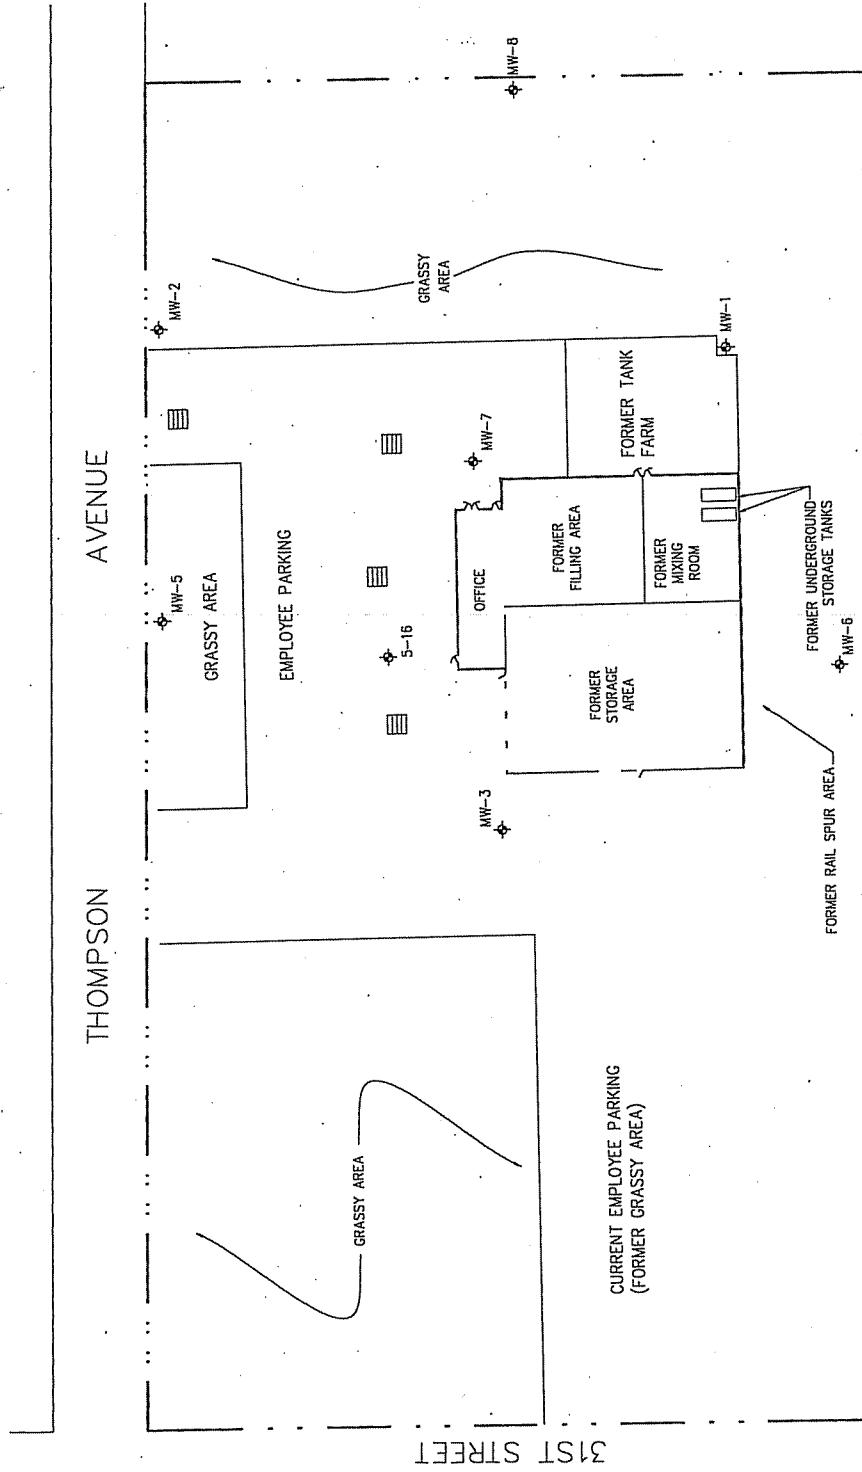 THOMPSON
AVENUE
MW-2
MW-8
MW-5
GRASSY AREA
EMPLOYEE PARKING
GRASSY
AREA
5-16
MW-7
OFFICE
MW-3
FORMER
FILLING AREA
FORMER TANK
FARM
MW-1
FORMER
STORAGE
AREA
FORMER
MIXING
ROOM
FORMER UNDERGROUND
STORAGE TANKS
MW-6
FORMER RAIL SPUR AREA
GRASSY AREA
CURRENT EMPLOYEE PARKING
(FORMER GRASSY AREA)
31ST STREET